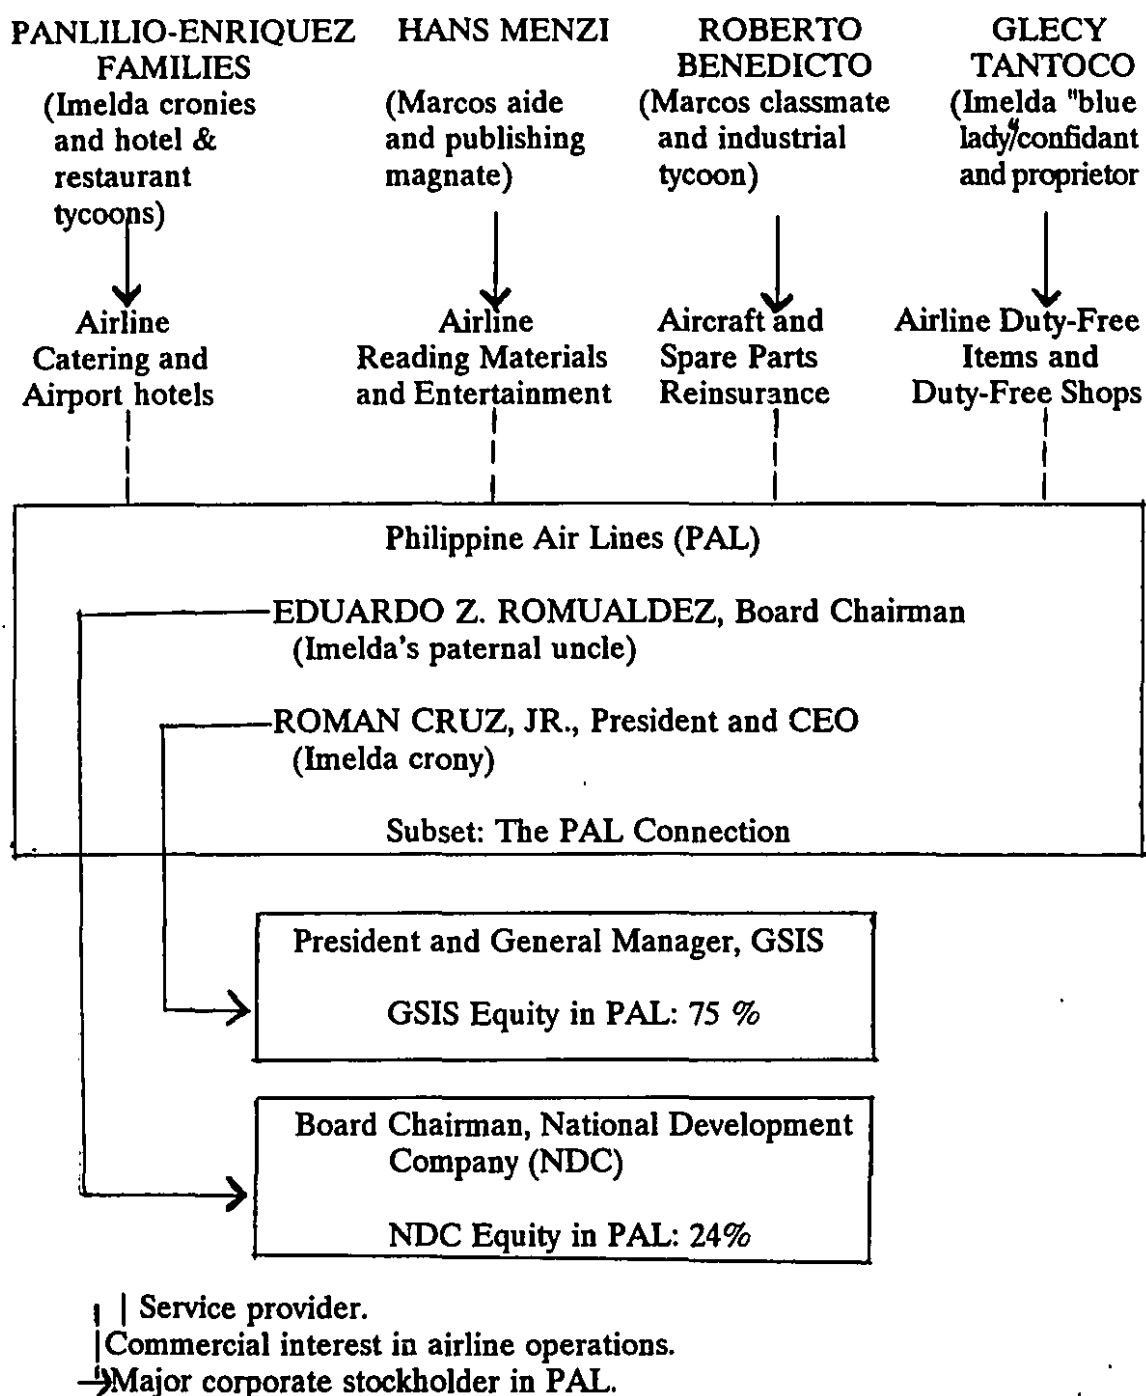 PANLILIO-ENRIQUEZ
FAMILIES
(Imelda cronies
and hotel &
restaurant
tycoons)
HANS MENZI
(Marcos aide
and publishing
magnate)
ROBERTO
BENEDICTO
(Marcos classmate
and industrial
tycoon)
GLECY
TANTOCO
(Imelda "blue
lady"/confidant
and proprietor
Airline
Catering and
Airport hotels
Airline
Reading Materials
and Entertainment
Aircraft and
Spare Parts
Reinsurance
Airline Duty-Free
Items and
Duty-Free Shops
Philippine Air Lines (PAL)
EDUARDO Z. ROMUALDEZ, Board Chairman
(Imelda's paternal uncle)
ROMAN CRUZ, JR., President and CEO
(Imelda crony)
Subset: The PAL Connection
President and General Manager, GSIS
GSIS Equity in PAL: 75 %
Board Chairman, National Development
Company (NDC)
NDC Equity in PAL: 24%
Service provider.
Commercial interest in airline operations.
Major corporate stockholder in PAL.